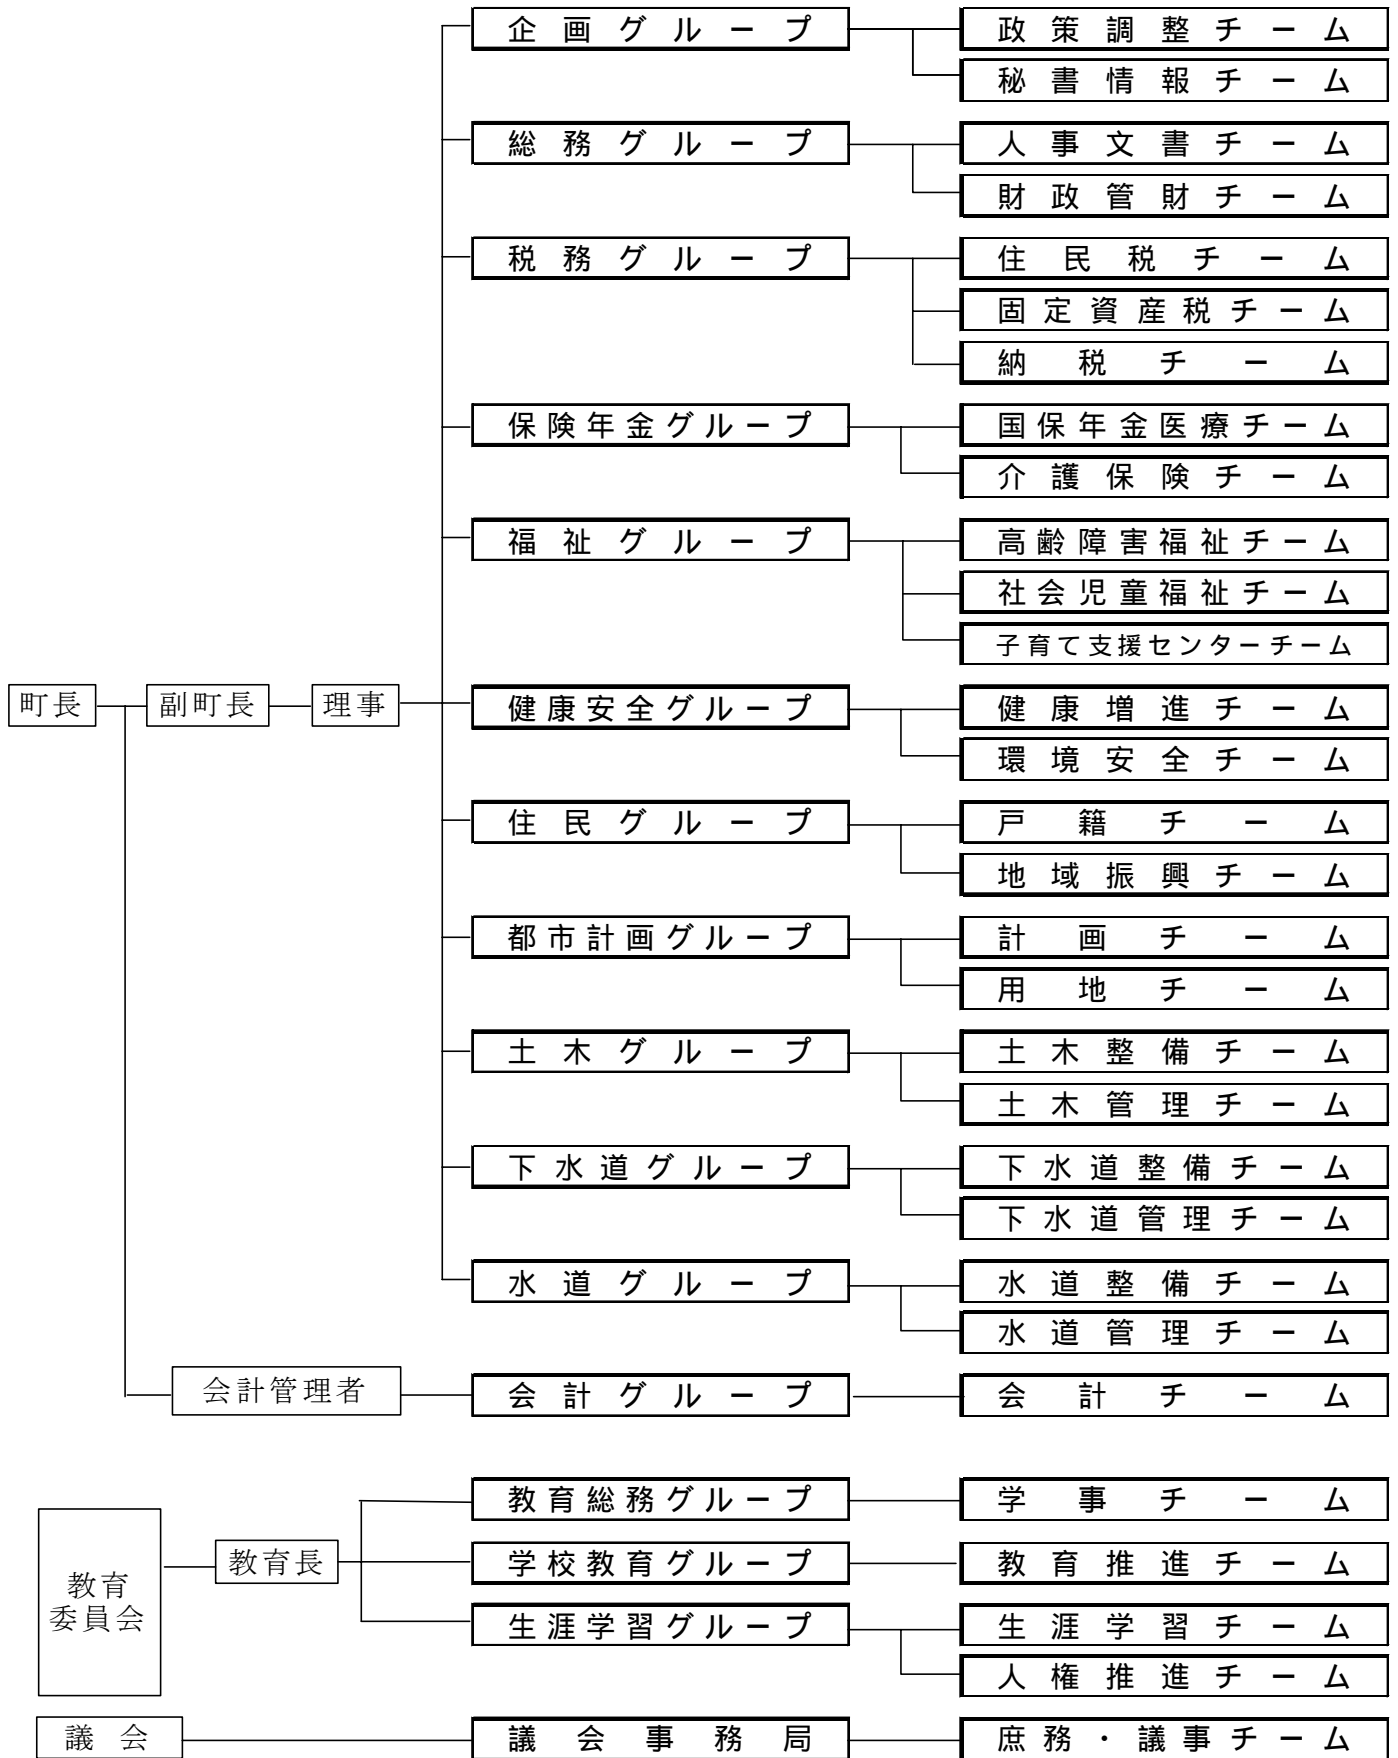 企画グループ 政策調整チーム
秘書情報チーム
総務グループ 人事文書チーム
財政管財チーム
税務グループ 住民税チーム
固定資産税チーム
納税チーム
保険年金グループ 国保年金医療チーム
介護保険チーム
福祉グループ 高齢障害福祉チーム
社会児童福祉チーム
子育て支援センターチーム
町長 副町長 理事 健康安全グループ 健康増進チーム
環境安全チーム
住民グループ 戸籍チーム
地域振興チーム
都市計画グループ 計画チーム
用地チーム
土木グループ 土木整備チーム
土木管理チーム
下水道グループ 下水道整備チーム
下水道管理チーム
水道グループ 水道整備チーム
水道管理チーム
会計管理者 会計グループ 会計チーム
教育総務グループ 学事チーム
教育
委員会
教育長 学校教育グループ 教育推進チーム
生涯学習グループ 生涯学習チーム
人権推進チーム
議会 議会事務局 庶務・議事チーム